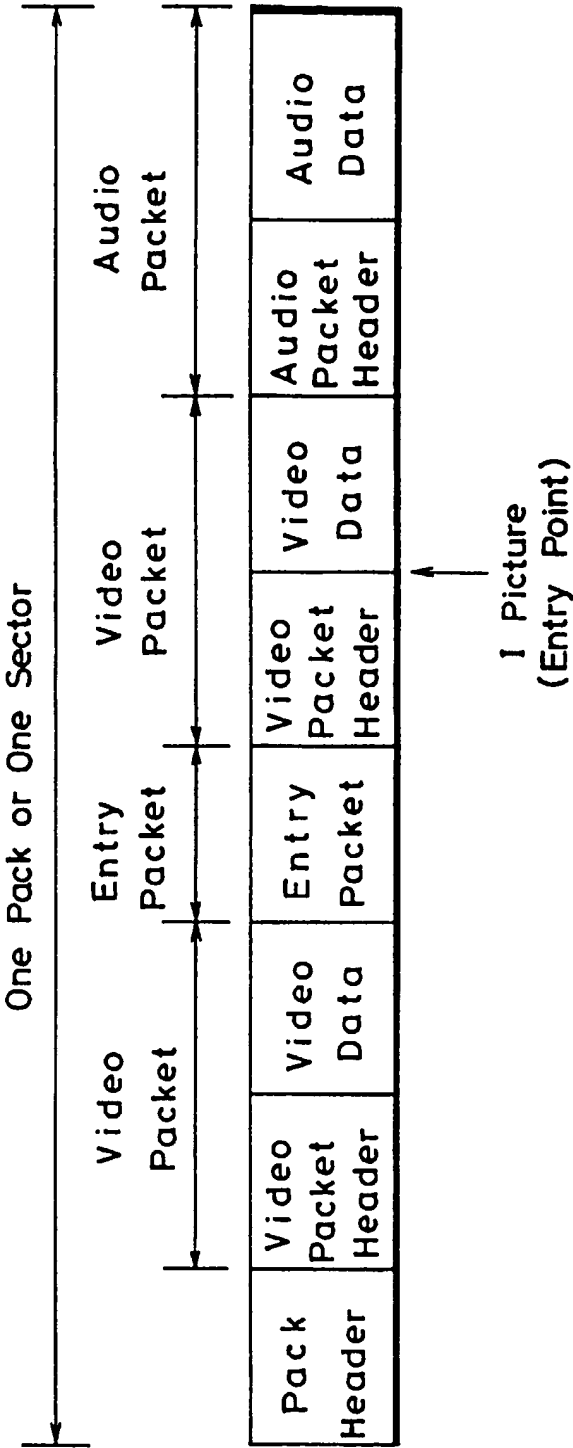 One Pack or One Sector
Video
Packet
Entry
Packet
Video
Packet
Audio
Packet
Pack
Header
Video
Packet
Header
Video
Data
Entry
Packet
Video
Packet
Header
Video
Data
Audio
Packet
Header
Audio
Data
I Picture
(Entry Point)